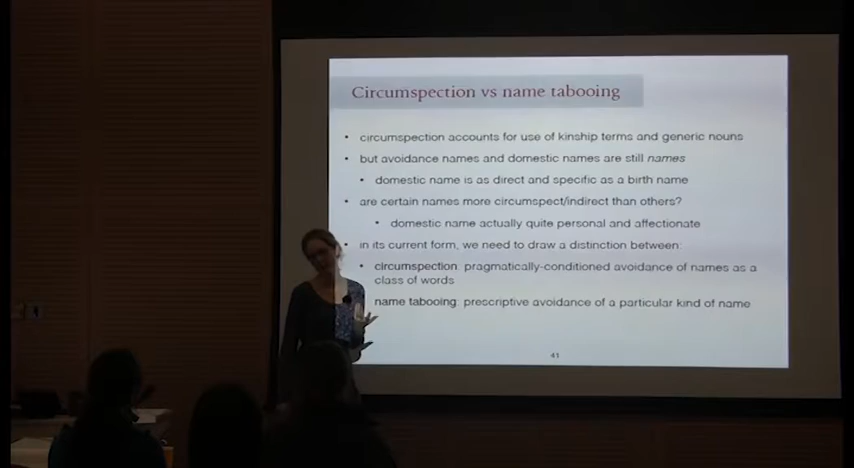 Circumspection vs name tabooing
• circumspection accounts for use of kinship terms and generic nouns
• but avoidance names and domestic names are still names
• domestic name is as direct and specific as a birth name
• are certain names more circumspect/indirect than others?
• domestic name actually quite personal and affectionate
• in its current form, we need to draw a distinction between:
• circumspection: pragmatically-conditioned avoidance of names as a
class of words
name tabooing: prescriptive avoidance of a particular kind of name
41